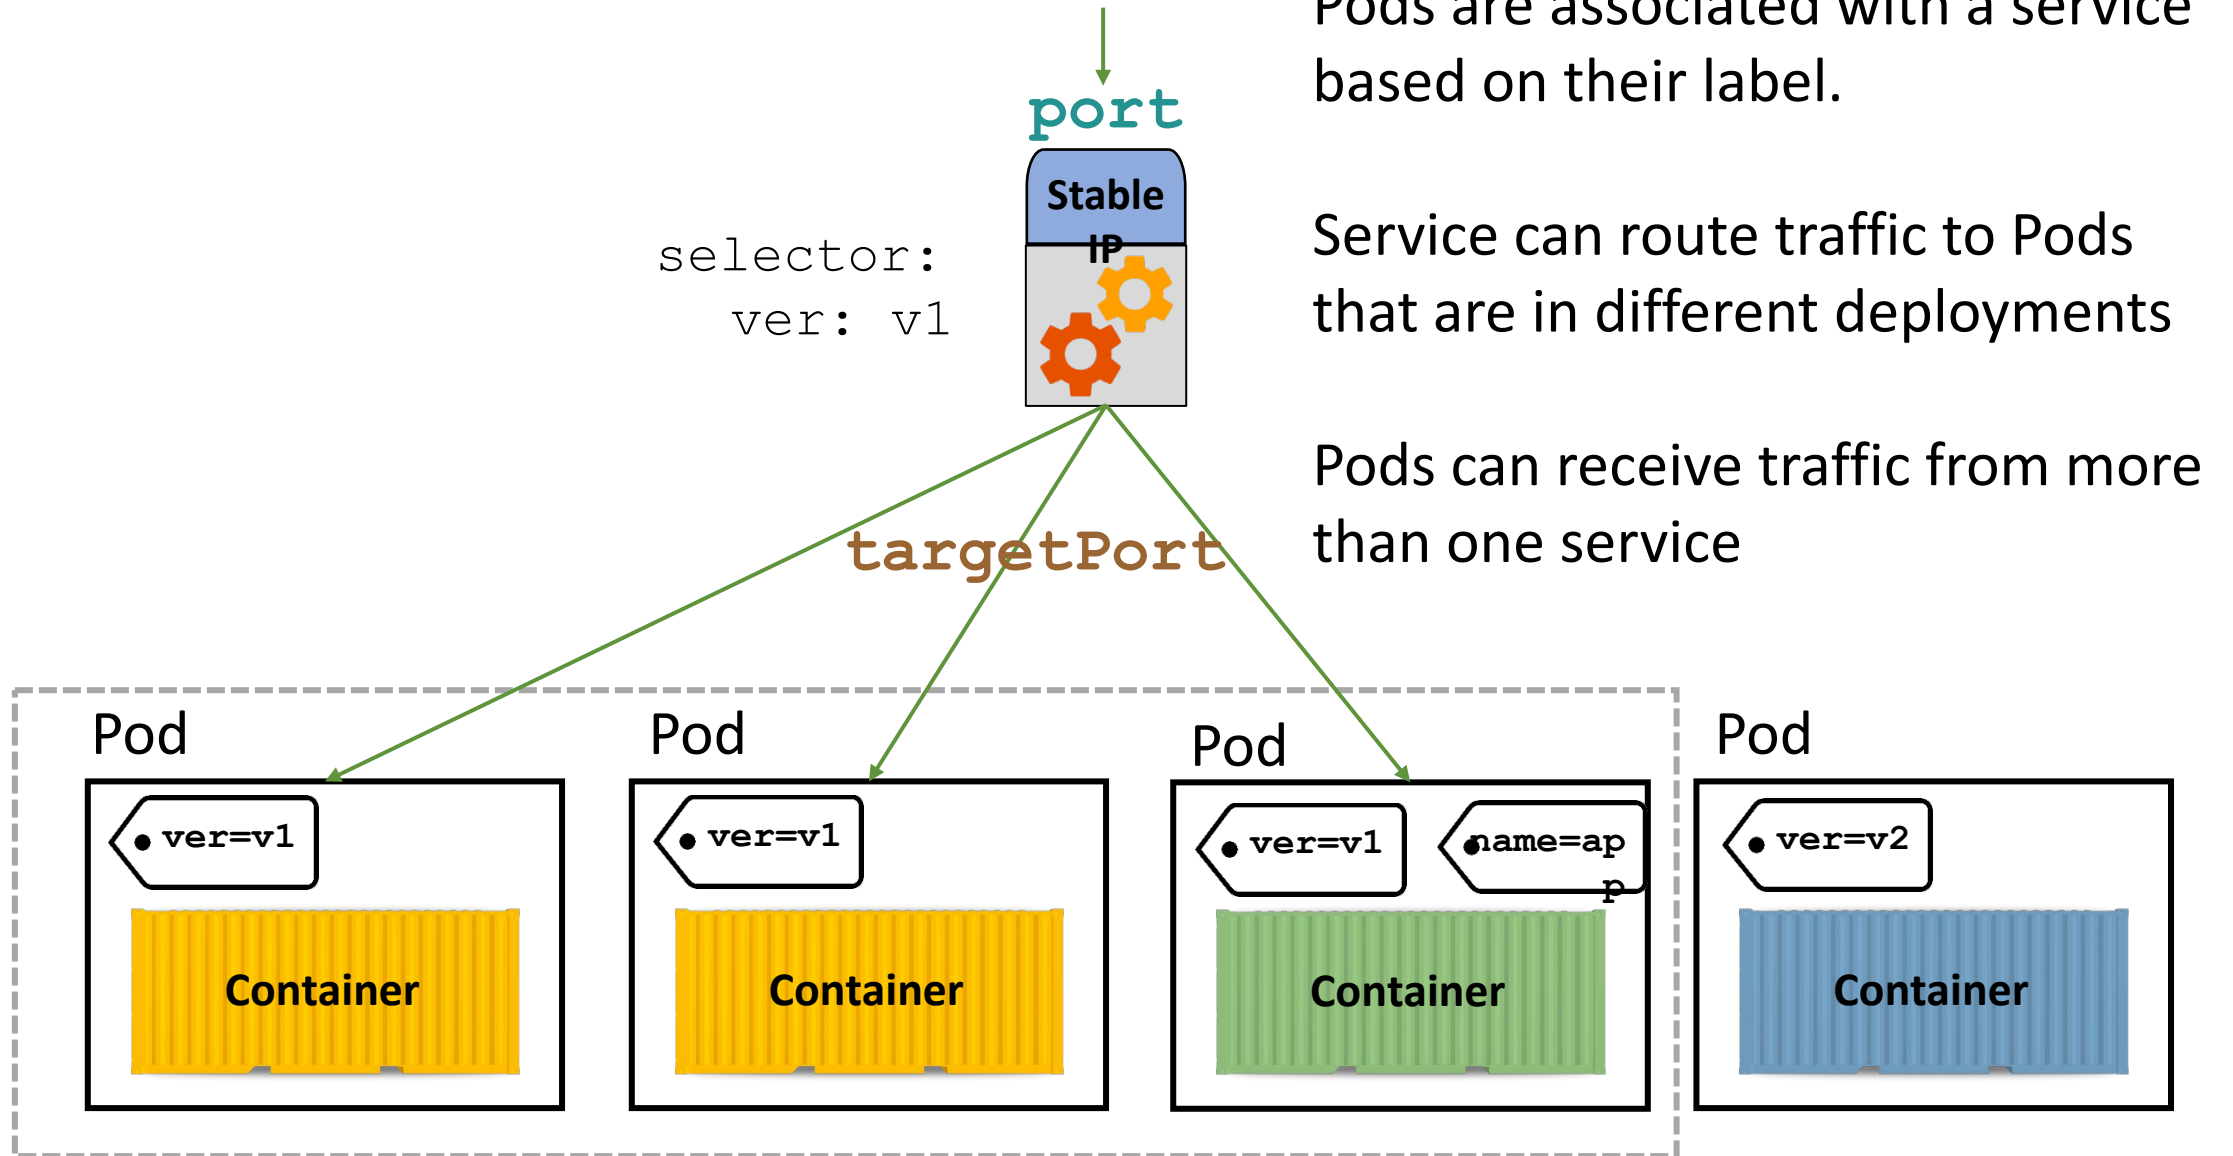 Pods are associated with a service
based on their label.
port
Stable
IP
selector:
ver: v1
Service can route traffic to Pods
that are in different deployments
Pods can receive traffic from more
than one service
targetPort
Pod
Pod
Pod
Pod
ver=v1
ver=v1
ver=v1
name=ap
p
ver=v2
Container
Container
Container
Container